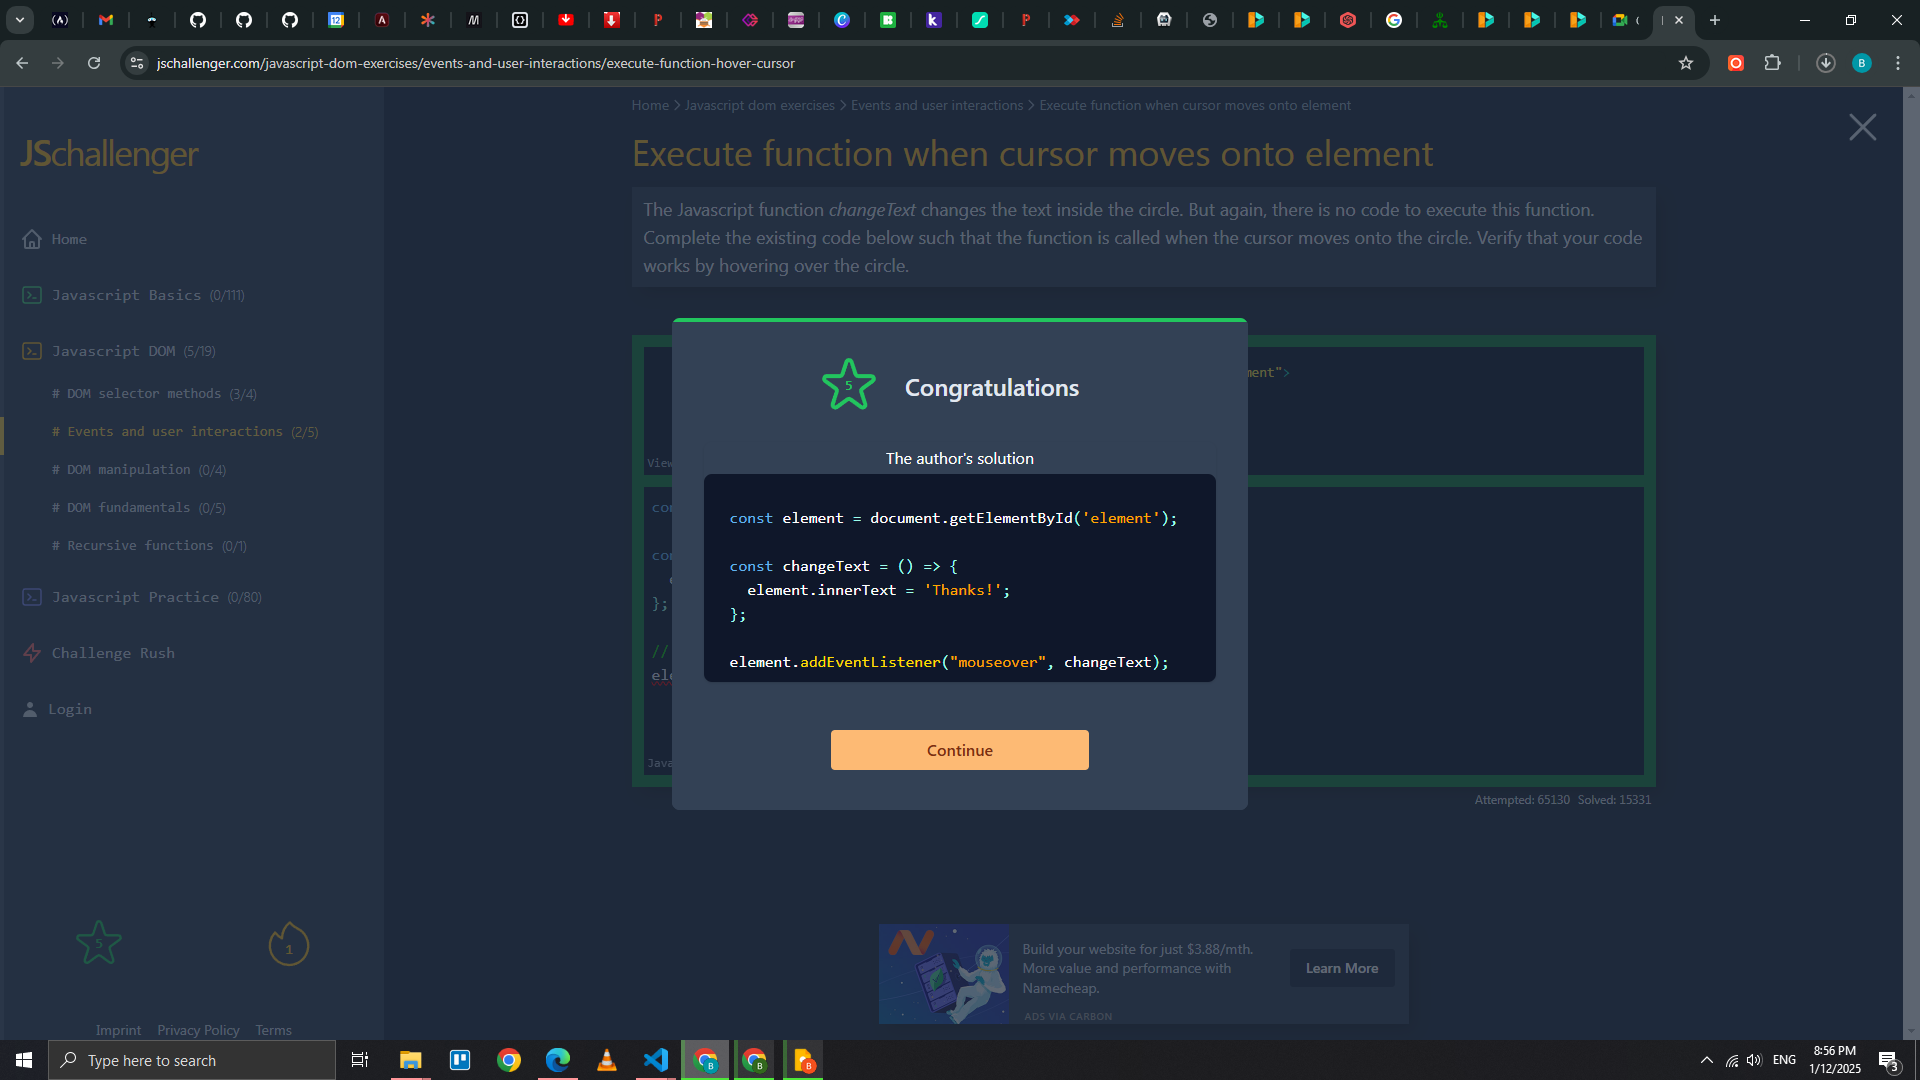 jschallenger.com/javascript-dom-exercises/events-and-user-interactions/execute-function-hover-cursor
B
Home > Javascript dom exercises > Events and user interactions > Execute function when cursor moves onto element
JSchallenger
Execute function when cursor moves onto element
The Javascript function changeText changes the text inside the circle. But again, there is no code to execute this function.
Complete the existing code below such that the function is called when the cursor moves onto the circle. Verify that your code
works by hovering over the circle.
Home
Javascript Basics (0/111)
Javascript DOM (5/19)
# DOM selector methods (3/4)
# Events and user interactions (2/5)
# DOM manipulation (0/4)
# DOM fundamentals (0/5)
# Recursive functions (0/1)
Javascript Practice (0/80)
Challenge Rush
Login
5
1
Imprint Privacy Policy Terms
ment">
View
con
con
};
//
ele
Java
5
Congratulations
The author's solution
const element = document.getElementById('element');
const changeText = () => {
element.innerText = 'Thanks!';
};
element.addEventListener("mouseover", changeText);
Continue
Attempted: 65130 Solved: 15331
Build your website for just $3.88/mth.
More value and performance with
Namecheap.
ADS VIA CARBON
Learn More
Type here to search
ENG
8:56 PM
1/12/2025
3